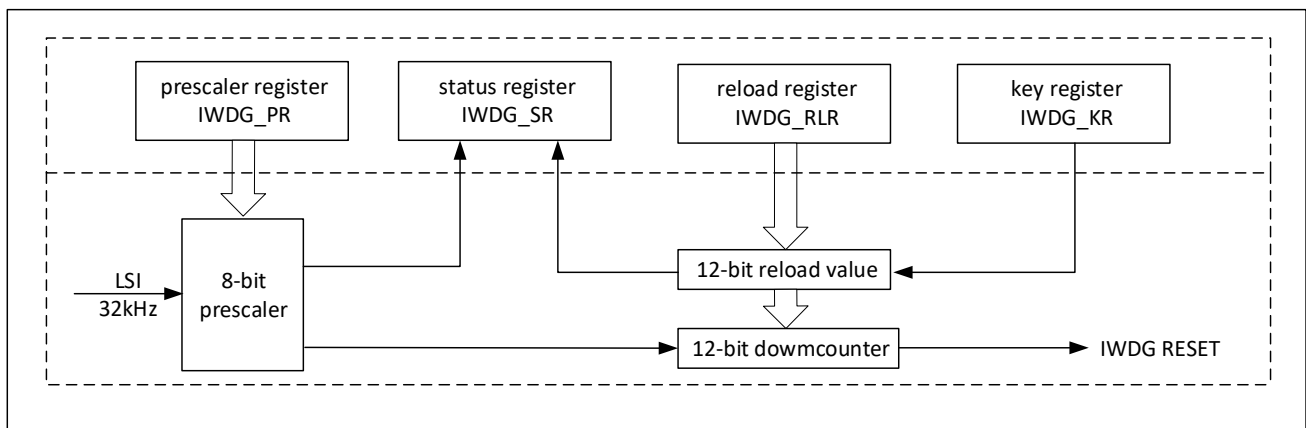 prescaler register
IWDG_PR
status register
IWDG_SR
reload register
IWDG_RLR
key register
IWDG_KR
LSI
32kHz
8-bit
prescaler
12-bit reload value
12-bit dowmcounter
IWDG RESET